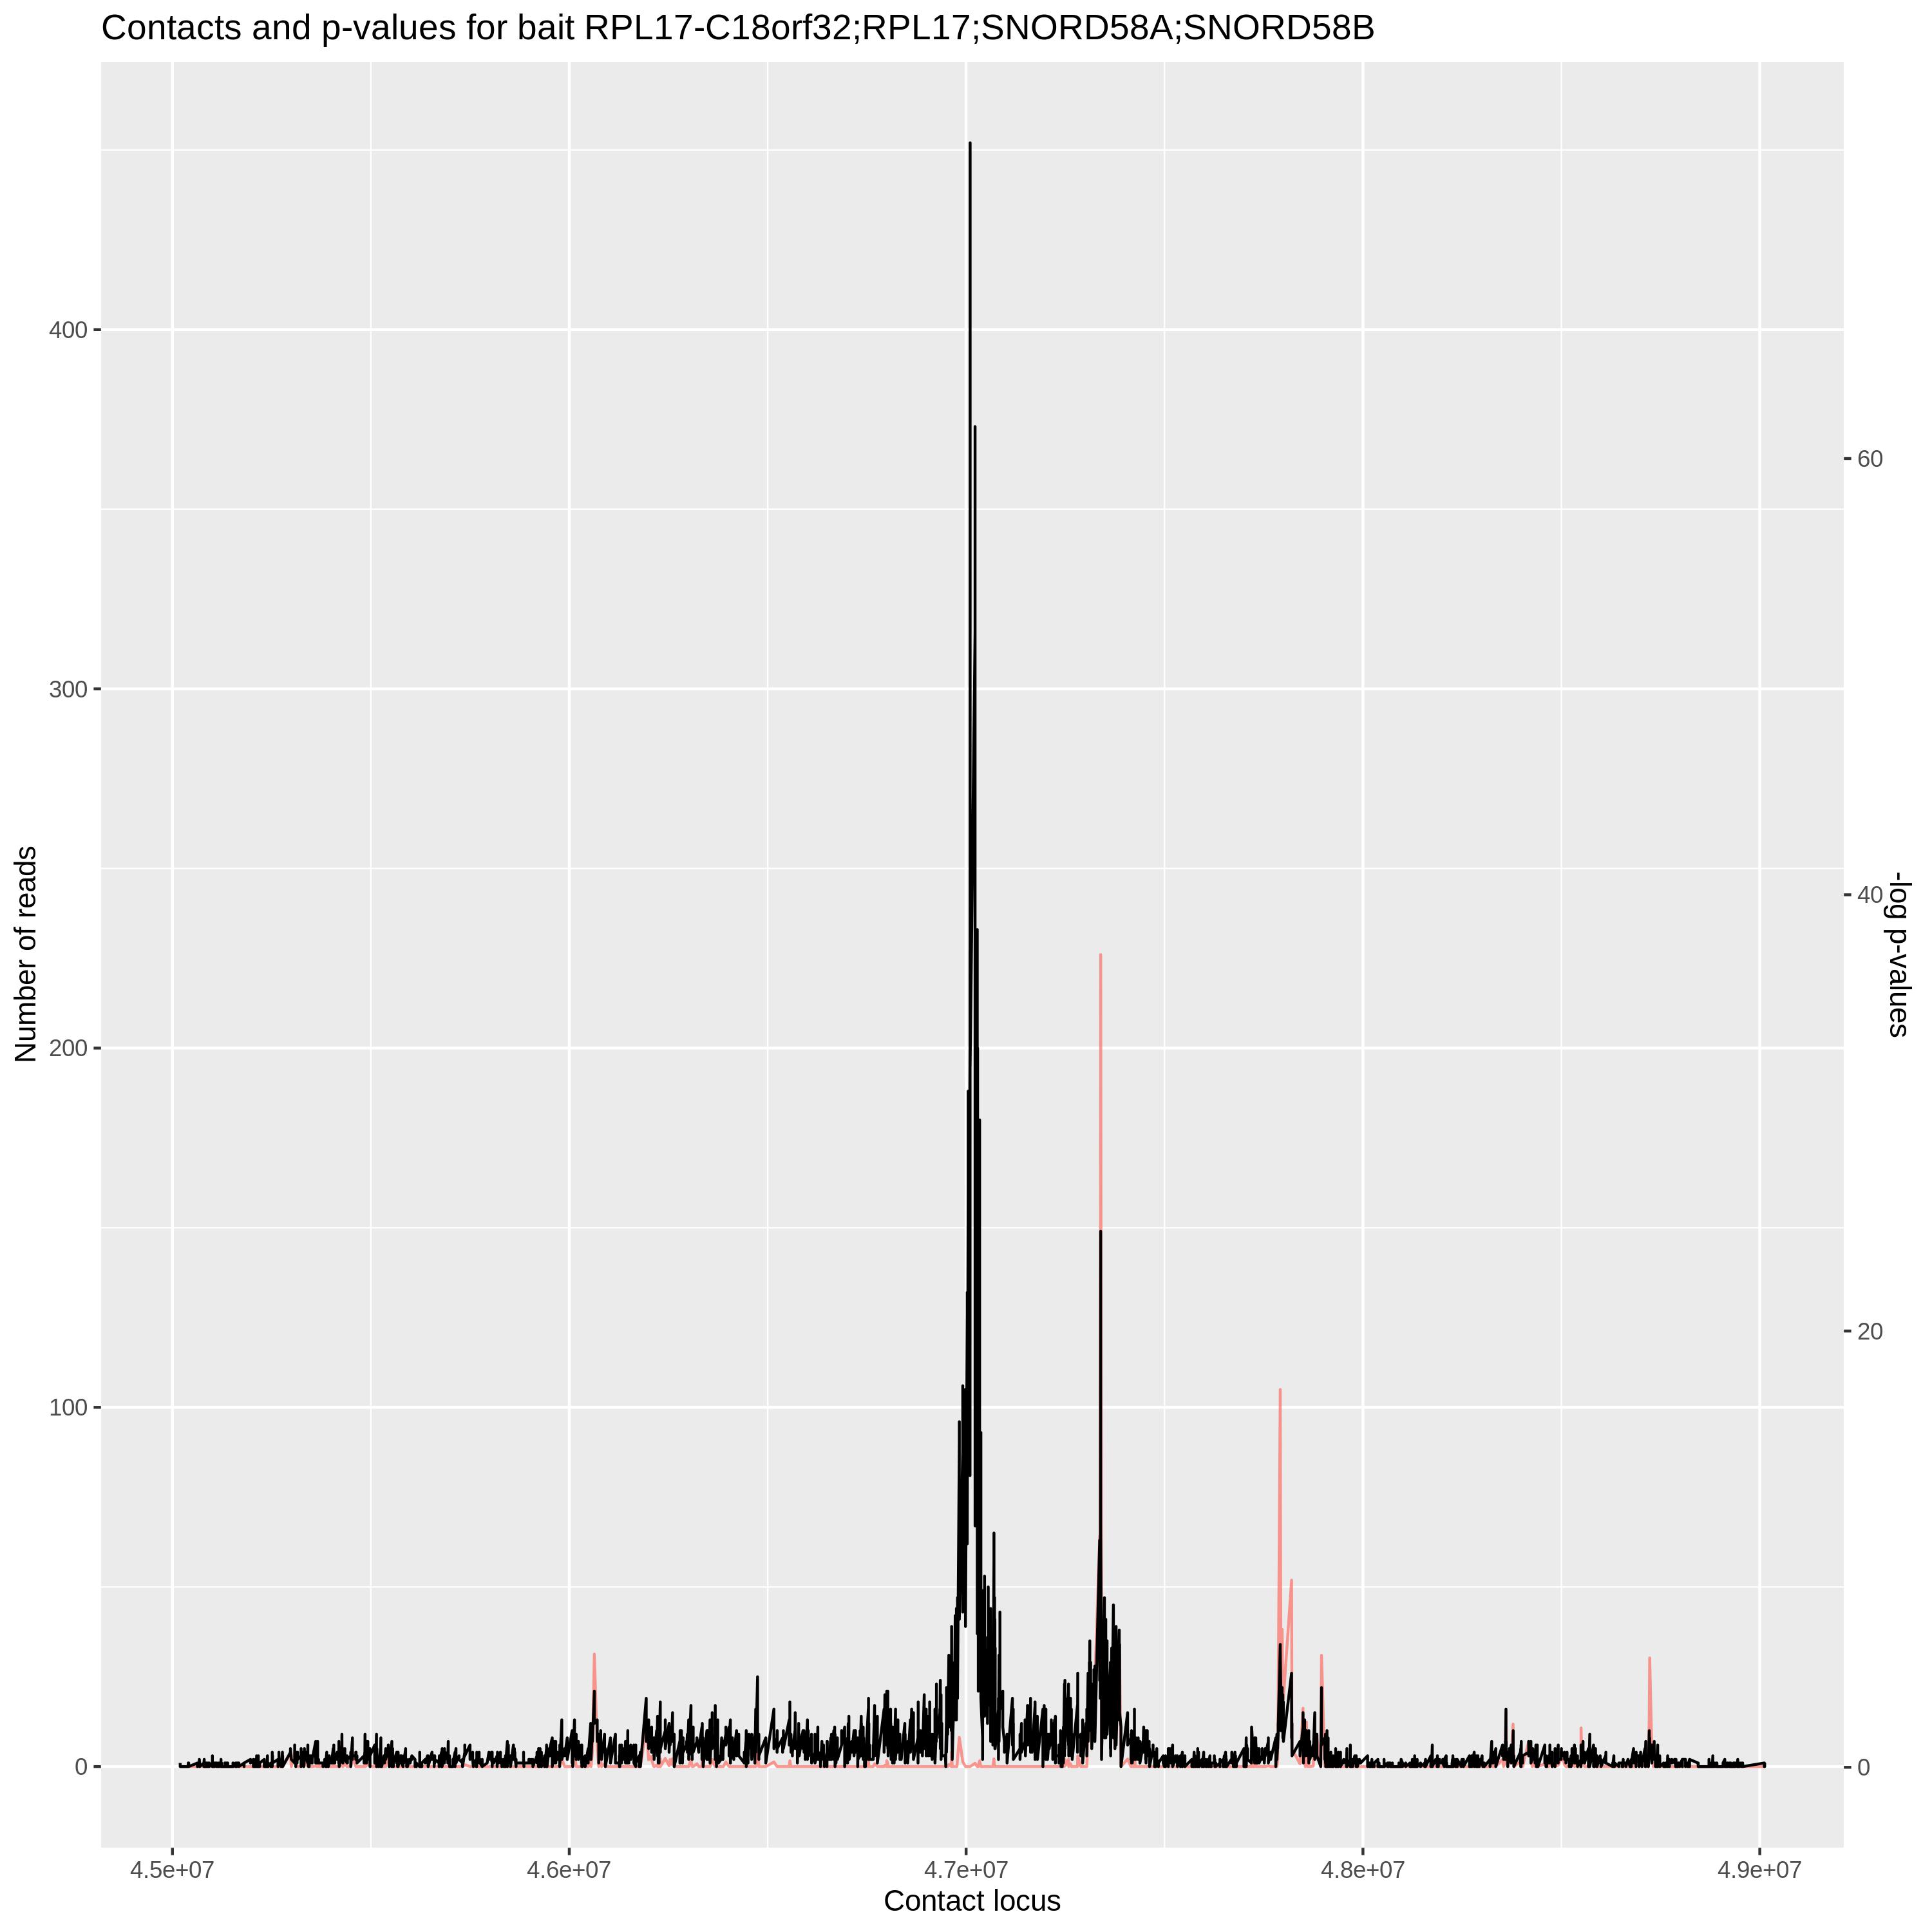 Contacts and p-values for bait RPL17-C18orf32;RPL17;SNORD58A;SNORD58B
400
300
200
100
0
Number of reads
60
40
20
0
-log p-values
4.5e+07
4.6e+07
4.7e+07
4.8e+07
4.9e+07
Contact locus